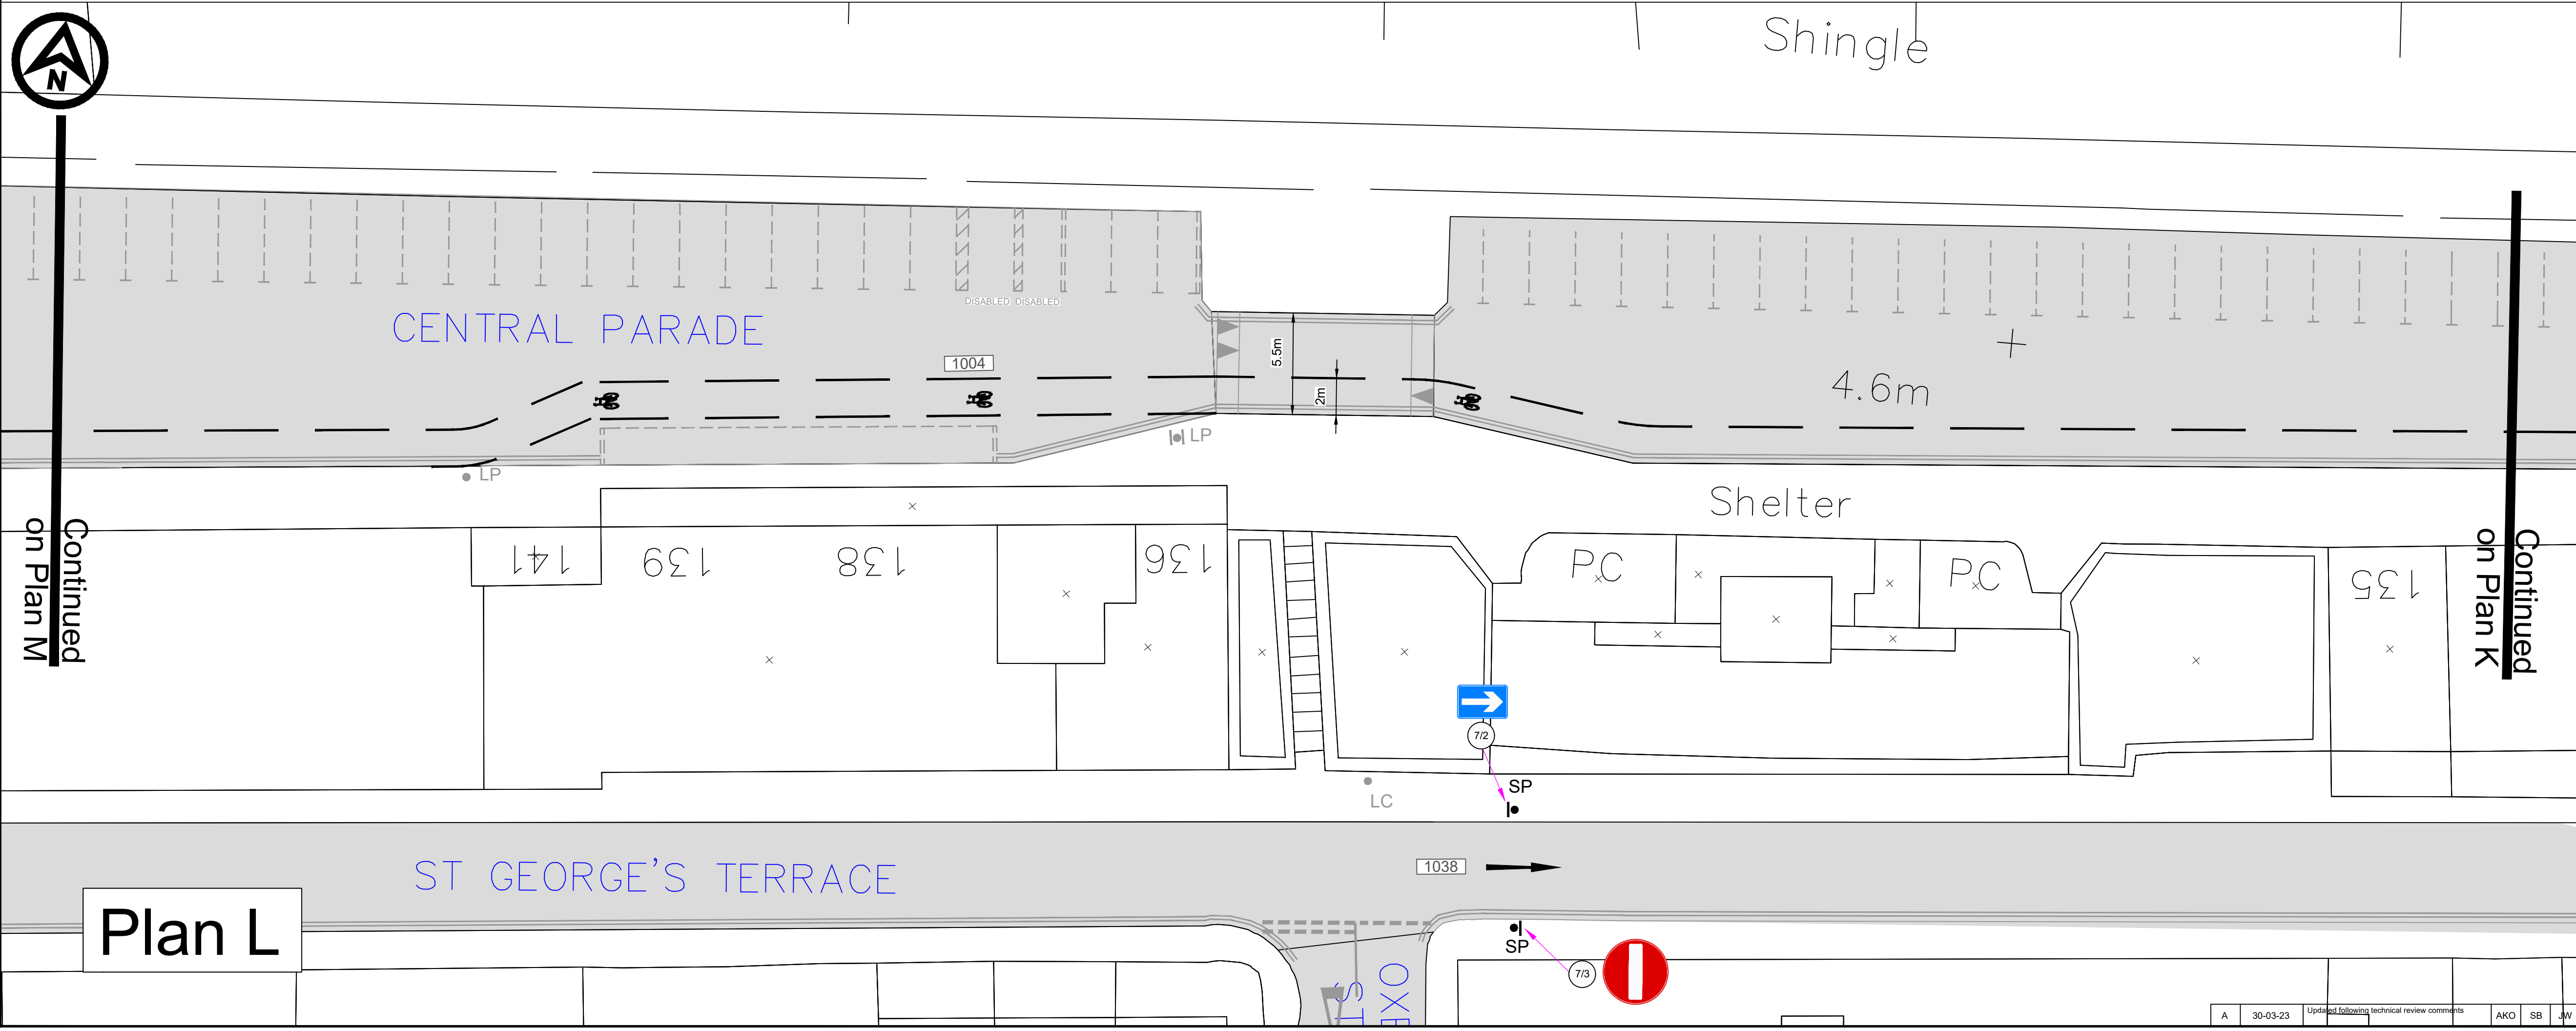 Shingle
N
DISABLED DISABLED
CENTRAL PARADE
1004
5.5m
2m
4.6m
LP
LP
Shelter
Continued
on Plan M
141
139
138
136
PC
PC
135
Continued
on Plan K
7/2
SP
LC
ST GEORGE'S TERRACE
1038
Plan L
SP
7/3
A 30-03-23 Updated following technical review comments AKO SB JW